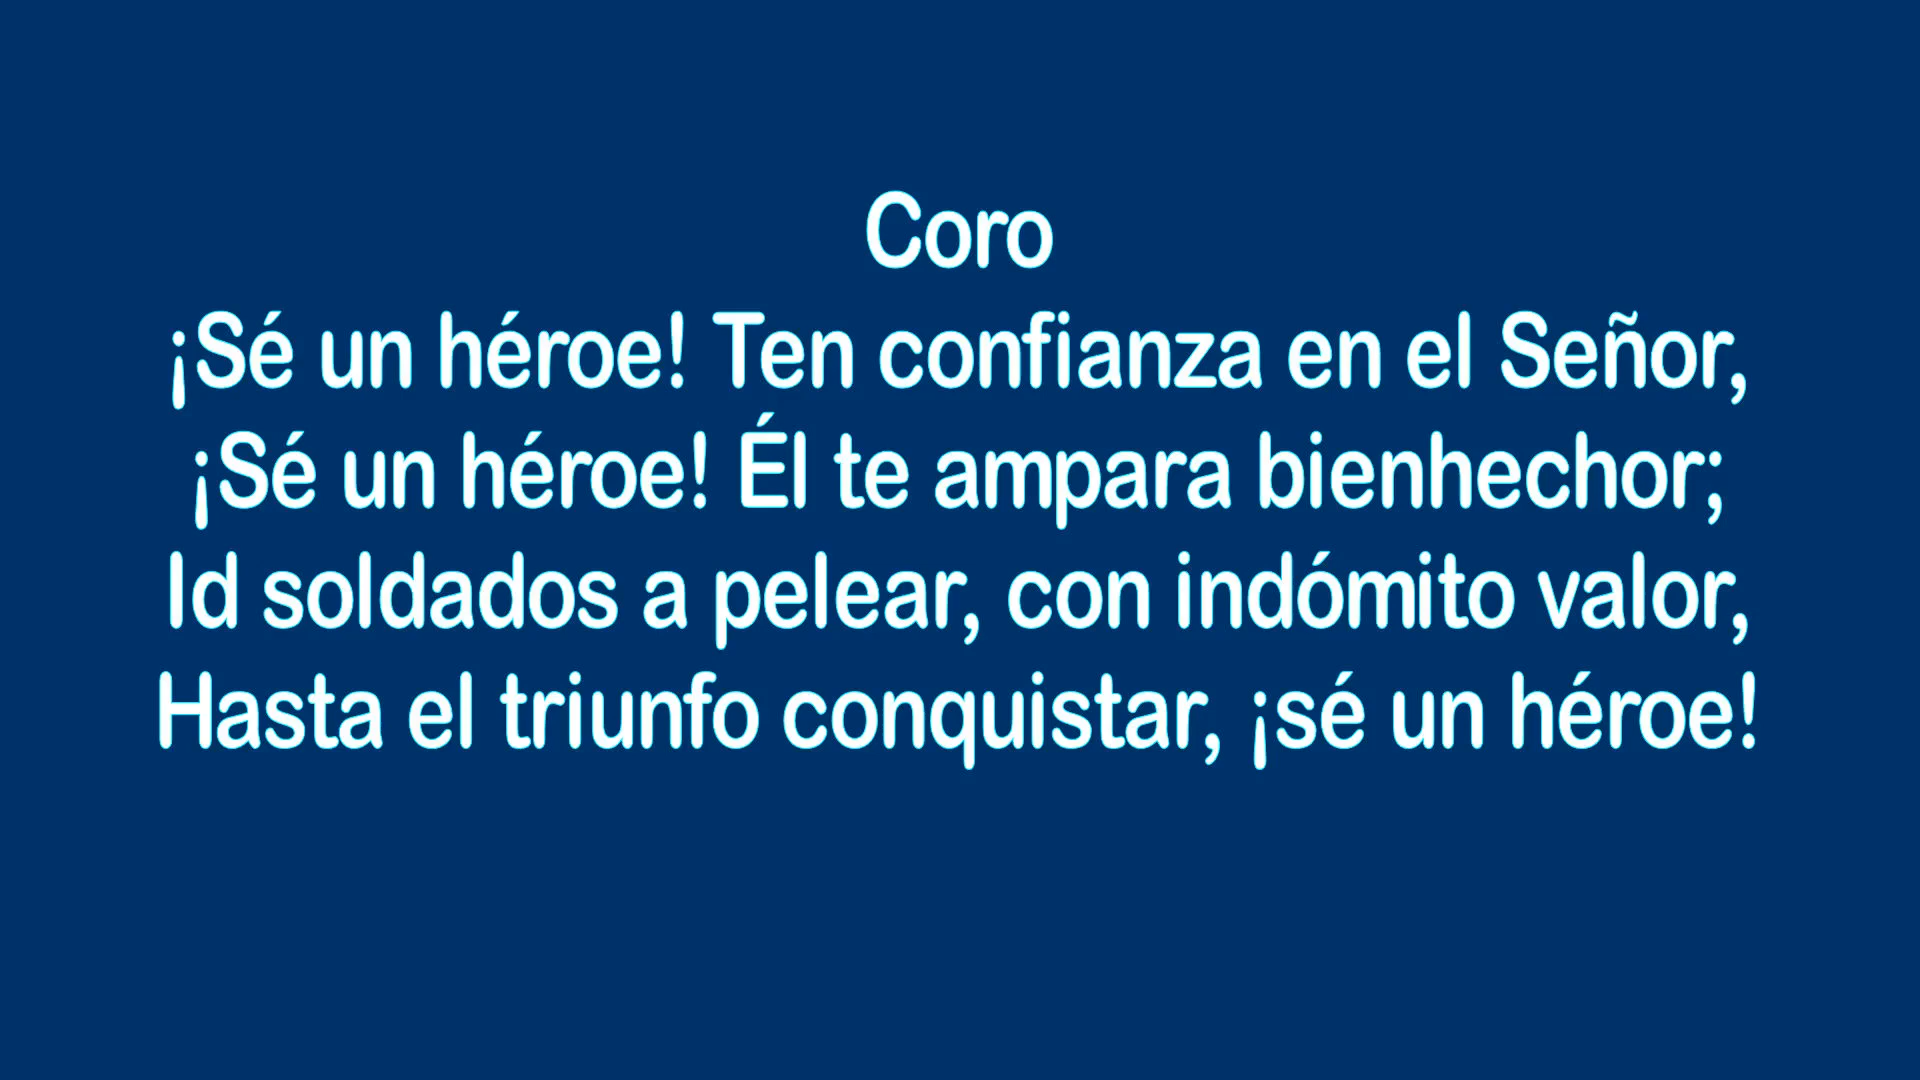 Coro
¡Sé un héroe! Ten confianza en el Señor,
¡Sé un héroe! Él te ampara bienhechor;
Id soldados a pelear, con indómito valor,
Hasta el triunfo conquistar, ¡sé un héroe!